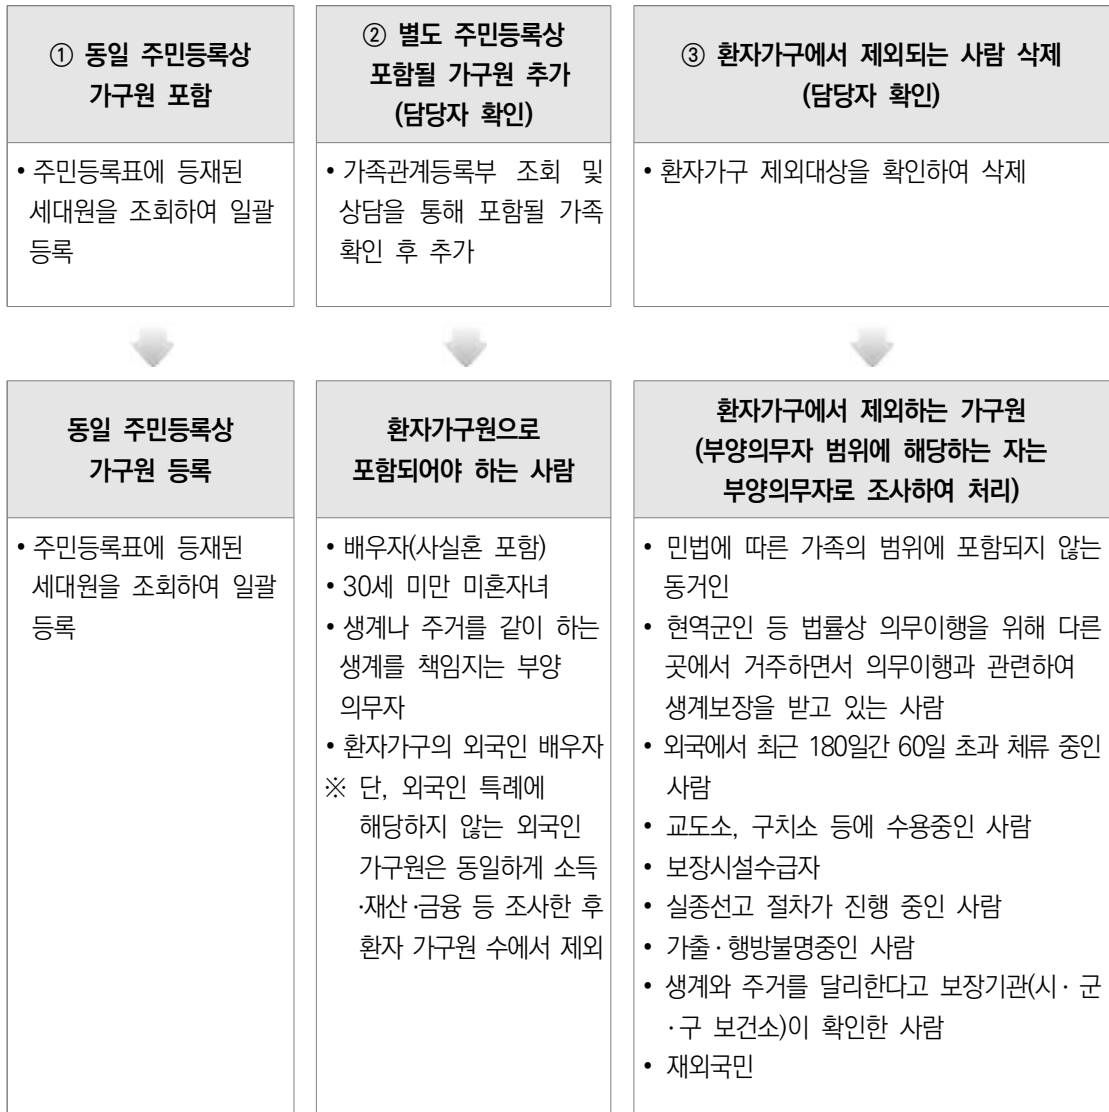 ① 동일 주민등록상
가구원 포함
② 별도 주민등록상
포함될 가구원 추가
(담당자 확인)
③ 환자가구에서 제외되는 사람 삭제
(담당자 확인)
• 주민등록표에 등재된
세대원을 조회하여 일괄
등록
• 가족관계등록부 조회 및
상담을 통해 포함될 가족
확인 후 추가
• 환자가구 제외대상을 확인하여 삭제
동일 주민등록상
가구원 등록
환자가구원으로
포함되어야 하는 사람
환자가구에서 제외하는 가구원
(부양의무자 범위에 해당하는 자는
부양의무자로 조사하여 처리)
• 주민등록표에 등재된
세대원을 조회하여 일괄
등록
• 배우자(사실혼 포함)
• 30세 미만 미혼자녀
• 생계나 주거를 같이 하는
생계를 책임지는 부양
의무자
• 환자가구의 외국인 배우자
※ 단, 외국인 특례에
해당하지 않는 외국인
가구원은 동일하게 소득
·재산·금융 등 조사한 후
환자 가구원 수에서 제외
• 민법에 따른 가족의 범위에 포함되지 않는
동거인
• 현역군인 등 법률상 의무이행을 위해 다른
곳에서 거주하면서 의무이행과 관련하여
생계보장을 받고 있는 사람
• 외국에서 최근 180일간 60일 초과 체류 중인
사람
• 교도소, 구치소 등에 수용중인 사람
• 보장시설수급자
• 실종선고 절차가 진행 중인 사람
• 가출·행방불명중인 사람
• 생계와 주거를 달리한다고 보장기관(시·군
·구 보건소)이 확인한 사람
• 재외국민